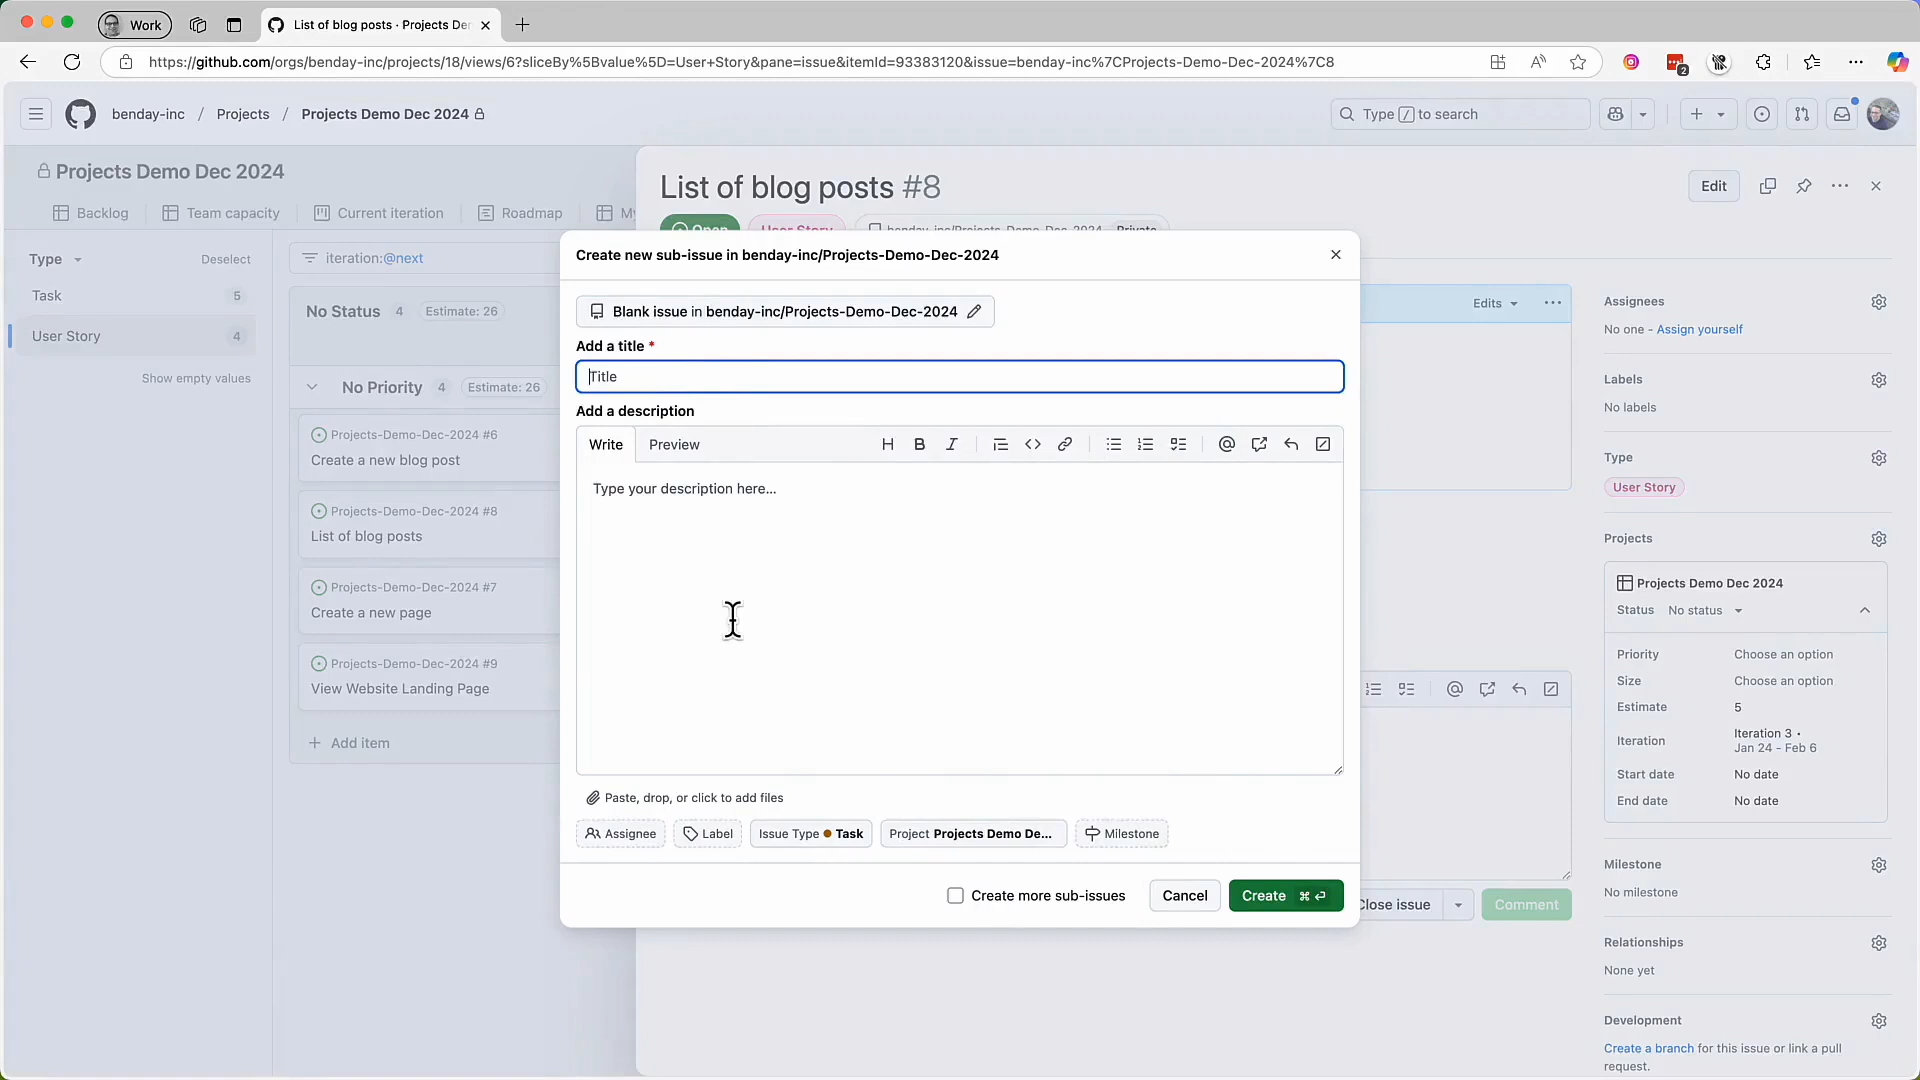 Work
List of blog posts · Projects De
https://github.com/orgs/benday-inc/projects/18/views/6?sliceBy%5Bvalue%5D=User+Story&pane=issue&itemId=93383120&issue=benday-inc%7CProjects-Demo-Dec-2024%7C8
2
benday-inc / Projects / Projects Demo Dec 2024
Type / to search
Projects Demo Dec 2024
Backlog
Team capacity
Current iteration
Roadmap
My
Type
Deselect
Task 5
User Story 4
Show empty values
iteration:@next
No Status 4 Estimate: 26
No Priority 4 Estimate: 26
Projects-Demo-Dec-2024 #6
Create a new blog post
Projects-Demo-Dec-2024 #8
List of blog posts
Projects-Demo-Dec-2024 #7
Create a new page
Projects-Demo-Dec-2024 #9
View Website Landing Page
+ Add item
List of blog posts #8
Edit
Open
User Story
benday-inc/Projects-Demo-Dec-2024
Private
Create new sub-issue in benday-inc/Projects-Demo-Dec-2024
Blank issue in benday-inc/Projects-Demo-Dec-2024
Add a title *
Title
Add a description
Write
Preview
H B I
Type your description here...
Paste, drop, or click to add files
Assignee
Label
Issue Type Task
Project Projects Demo De...
Milestone
Create more sub-issues
Cancel
Create ⌘ ⏎
Edits
Close issue
Comment
Assignees
No one - Assign yourself
Labels
No labels
Type
User Story
Projects
Projects Demo Dec 2024
Status No status
Priority Choose an option
Size Choose an option
Estimate 5
Iteration Iteration 3 •
Jan 24 - Feb 6
Start date No date
End date No date
Milestone
No milestone
Relationships
None yet
Development
Create a branch for this issue or link a pull
request.